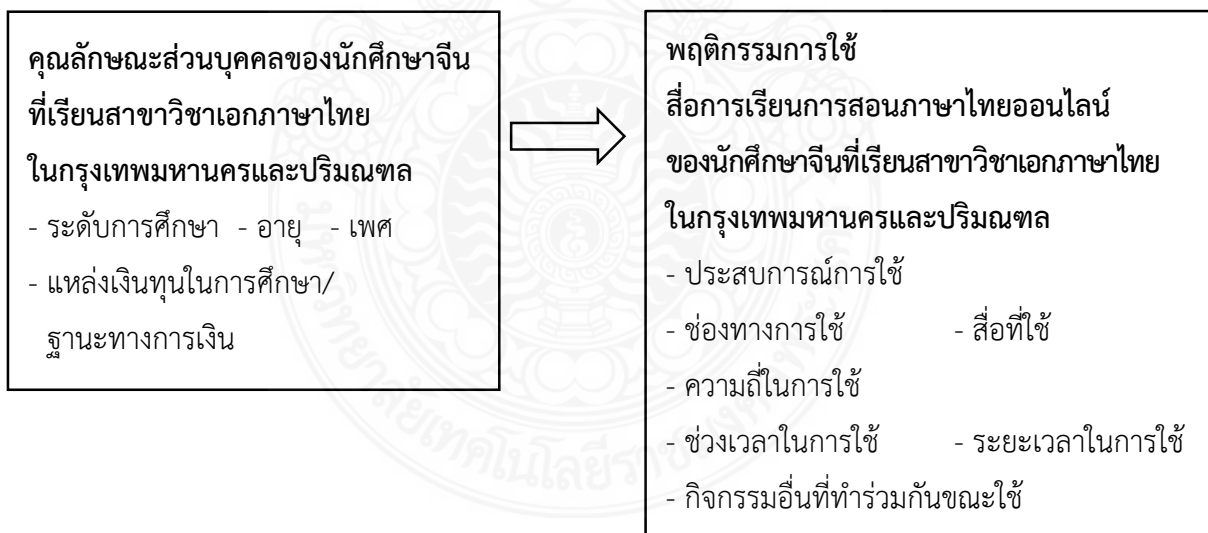 คุณลักษณะส่วนบุคคลของนักศึกษาจีน
ที่เรียนสาขาวิชาเอกภาษาไทย
ในกรุงเทพมหานครและปริมณฑล
- ระดับการศึกษา - อายุ - เพศ
- แหล่งเงินทุนในการศึกษา/
ฐานะทางการเงิน
พฤติกรรมการใช้
สื่อการเรียนการสอนภาษาไทยออนไลน์
ของนักศึกษาจีนที่เรียนสาขาวิชาเอกภาษาไทย
ในกรุงเทพมหานครและปริมณฑล
- ประสบการณ์การใช้
- ช่องทางการใช้ - สื่อที่ใช้
- ความถี่ในการใช้
- ช่วงเวลาในการใช้ - ระยะเวลาในการใช้
- กิจกรรมอื่นที่ทำร่วมกันขณะใช้